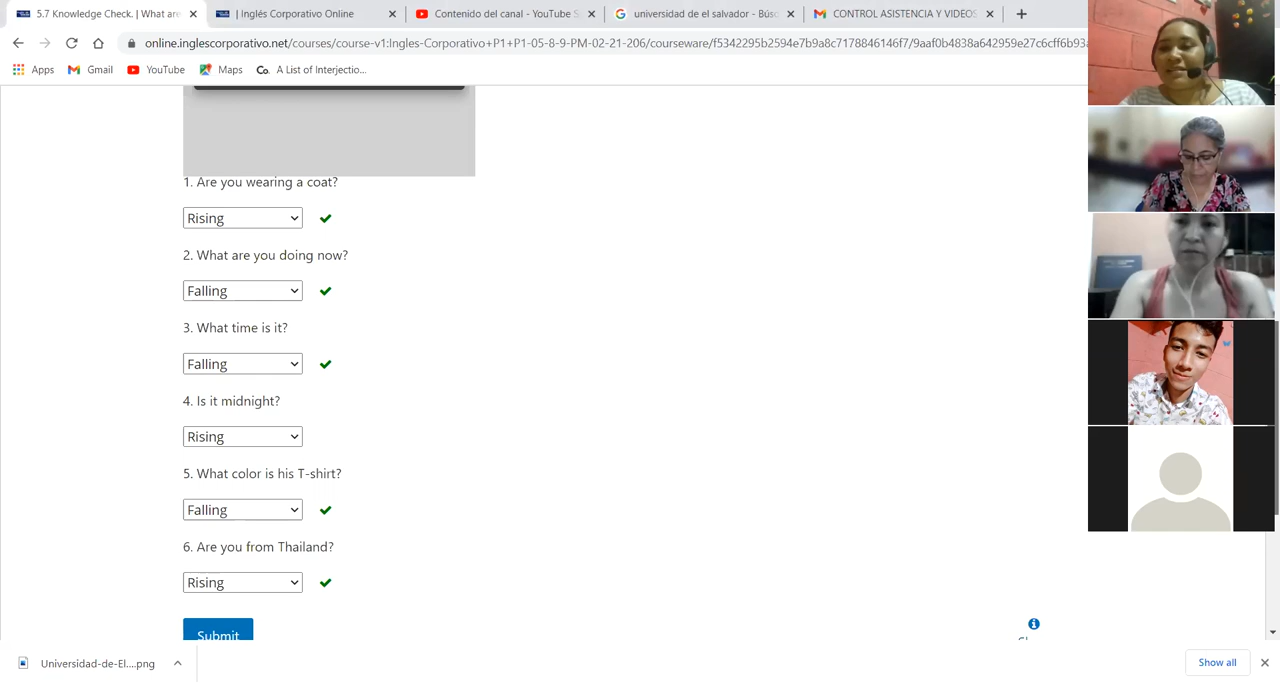 5.7 Knowledge Check. | What are
| Inglés Corporativo Online
Contenido del canal - YouTube S
universidad de el salvador - Búsc
CONTROL ASISTENCIA Y VIDEOS
online.inglescorporativo.net/courses/course-v1:Ingles-Corporativo+P1+P1-05-8-9-PM-02-21-206/courseware/f5342295b2594e7b9a8c7178846146f7/9aaf0b4838a642959e27c6cff6b93a
Apps
Gmail
YouTube
Maps
Co.
A List of Interjectio...
1. Are you wearing a coat?
Rising
2. What are you doing now?
Falling
3. What time is it?
Falling
4. Is it midnight?
Rising
5. What color is his T-shirt?
Falling
6. Are you from Thailand?
Rising
Submit
Universidad-de-El....png
Show all